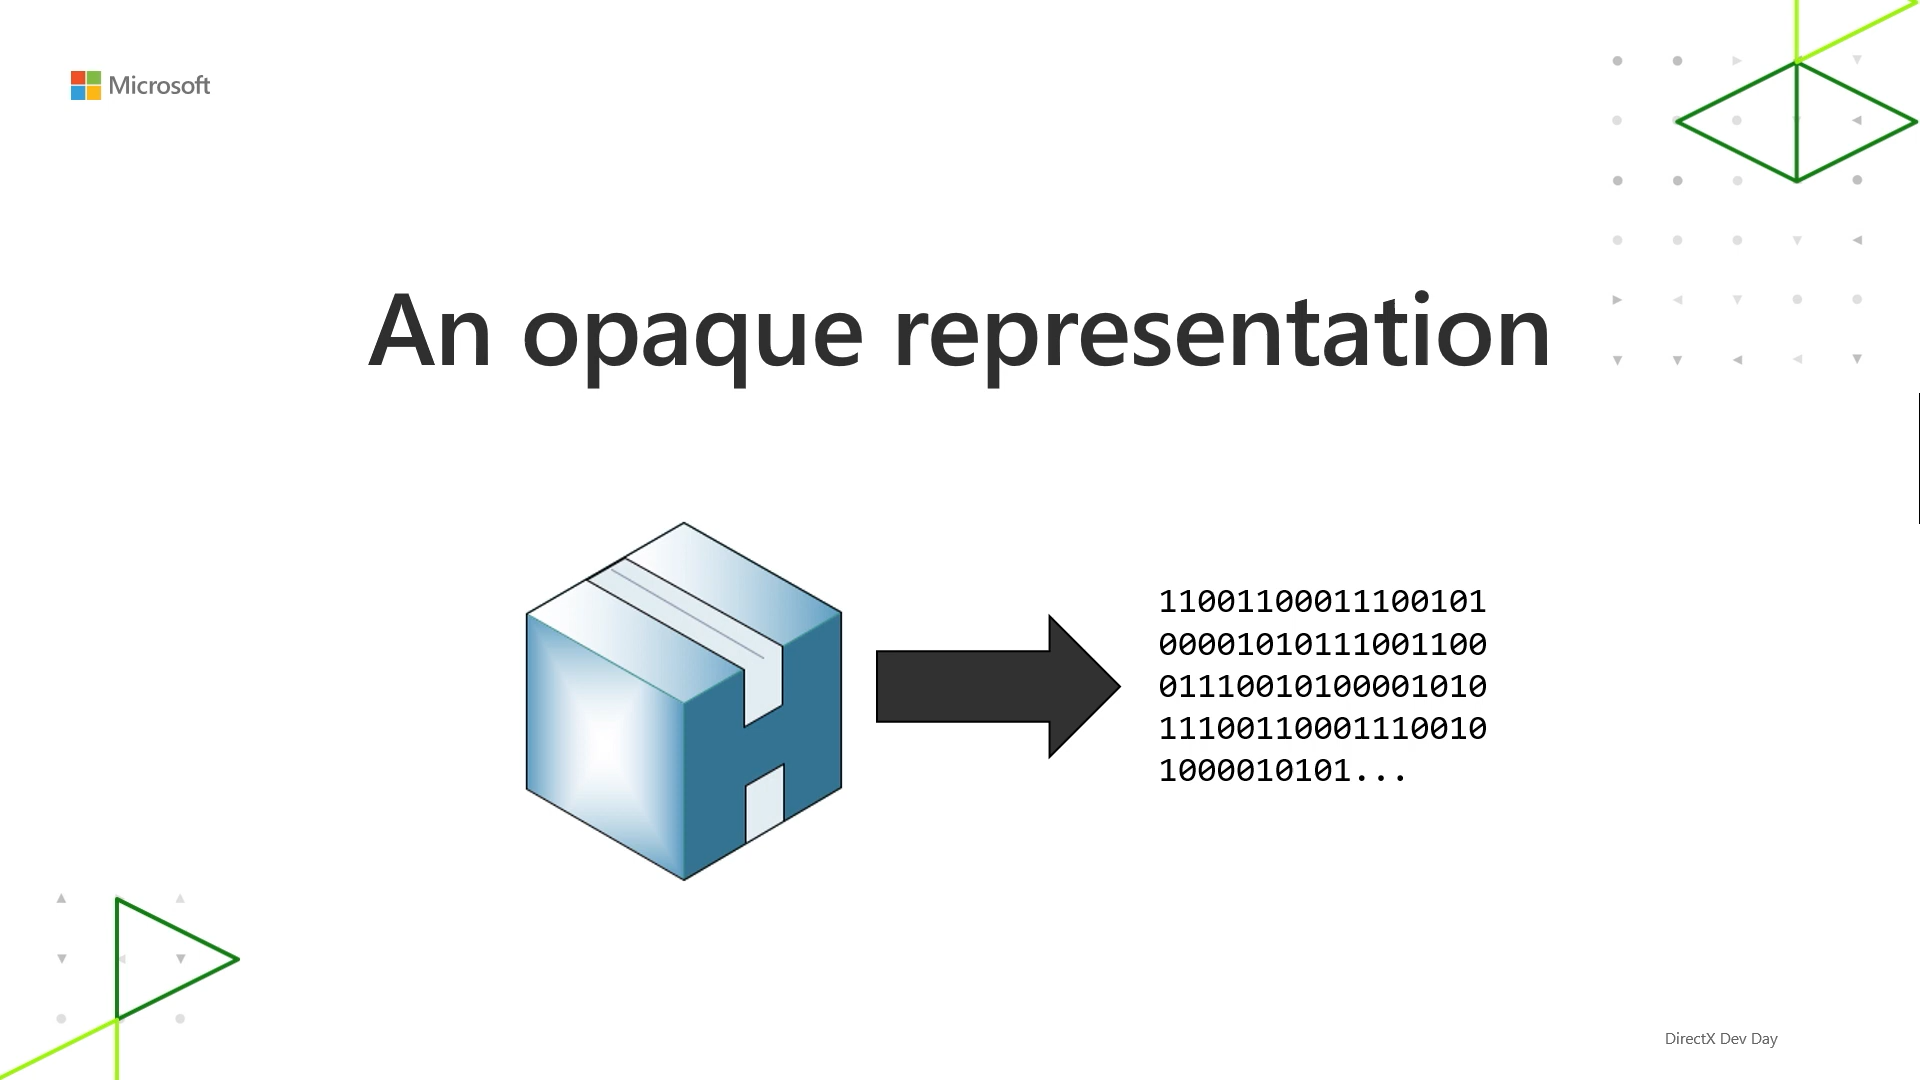 Microsoft
An opaque representation
11001100011100101
00001010111001100
01110010100001010
11100110001110010
1000010101...
DirectX Dev Day